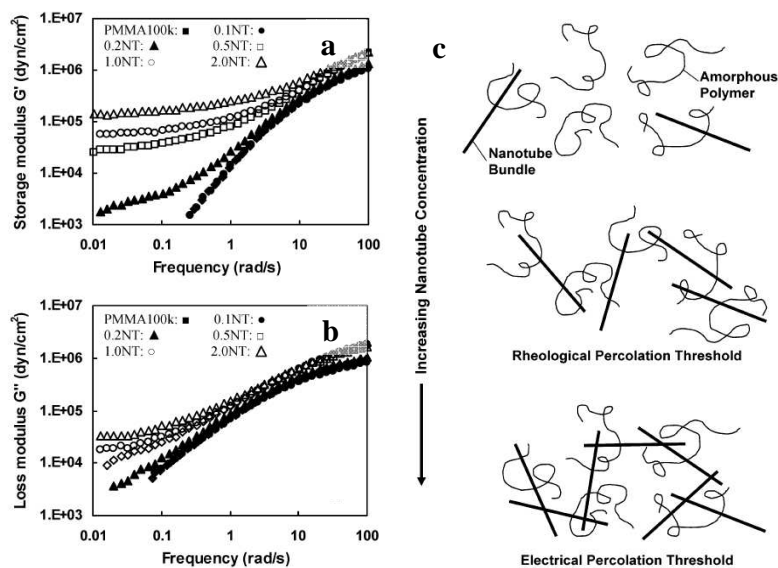 a
1.E+07
1.E+06
1.E+05
1.E+04
1.E+03
Storage modulus G' (dyn/cm²)
PMMA100k: ■ 0.1NT: ●
0.2NT: ▲ 0.5NT: □
1.0NT: ○ 2.0NT: △
0.01 0.1 1 10 100
Frequency (rad/s)
b
1.E+07
1.E+06
1.E+05
1.E+04
1.E+03
Loss modulus G" (dyn/cm²)
PMMA100k: ■ 0.1NT: ●
0.2NT: ▲ 0.5NT: □
1.0NT: ○ 2.0NT: △
0.01 0.1 1 10 100
Frequency (rad/s)
c
Increasing Nanotube Concentration
Amorphous
Polymer
Nanotube
Bundle
Rheological Percolation Threshold
Electrical Percolation Threshold